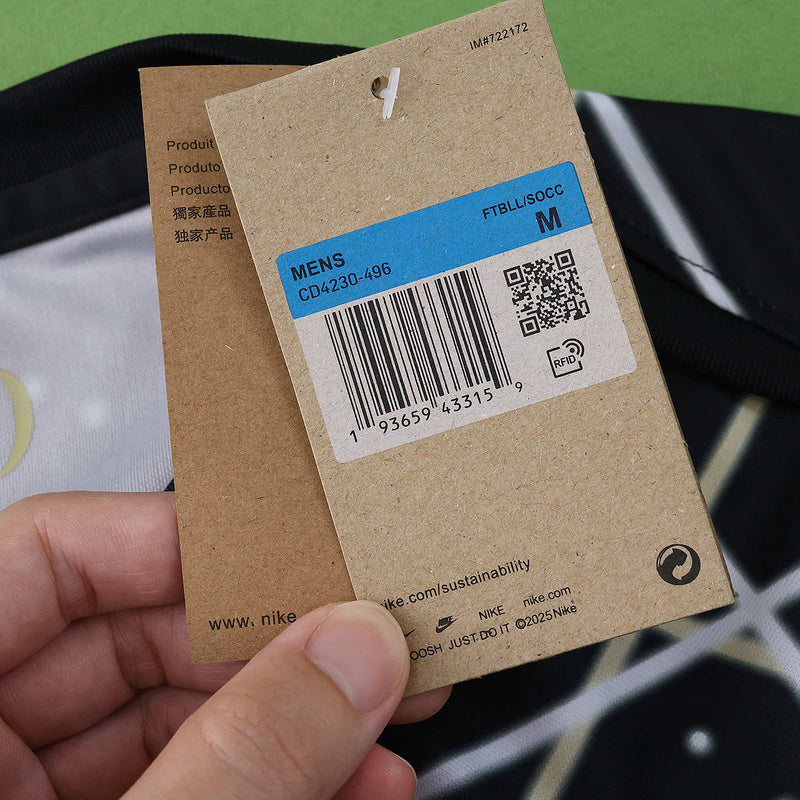 IM#722172
Produit
Produto
Producto
獨家產品
独家产品
FTBLL/SOCC
M
MENS
CD4230-496
RFID
1 93659 43315 9
www. nike
ike.com/sustainability
NIKE nike.com
OOSH JUST DO IT ©2025 Nike